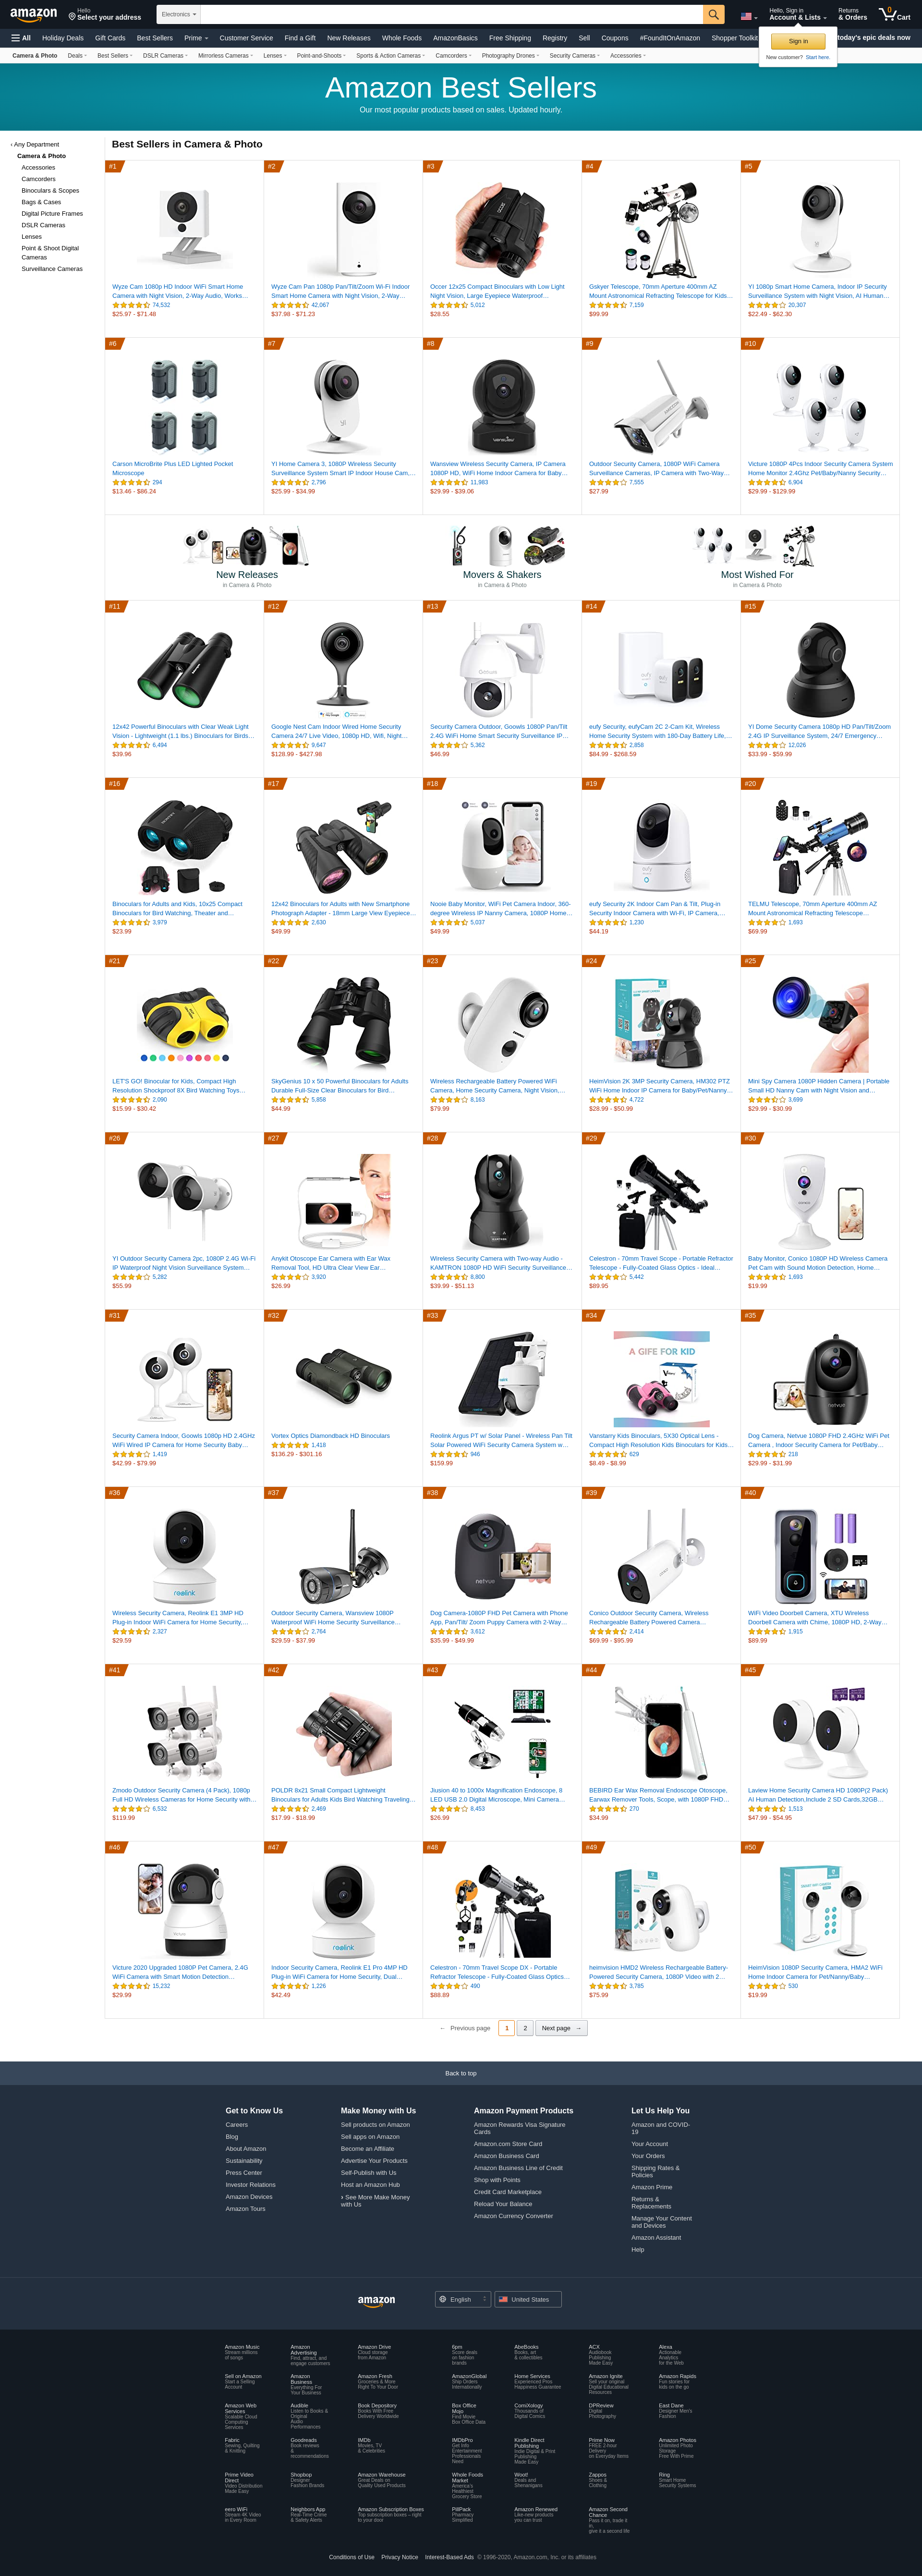 amazon
Hello
Select your address
Electronics
Hello, Sign in
Account & Lists
Returns
& Orders
0
Cart
All
Holiday Deals
Gift Cards
Best Sellers
Prime
Customer Service
Find a Gift
New Releases
Whole Foods
AmazonBasics
Free Shipping
Registry
Sell
Coupons
#FoundItOnAmazon
Shopper Toolkit
today's epic deals now
Sign in
New customer? Start here.
Camera & Photo
Deals
Best Sellers
DSLR Cameras
Mirrorless Cameras
Lenses
Point-and-Shoots
Sports & Action Cameras
Camcorders
Photography Drones
Security Cameras
Accessories
Amazon Best Sellers
Our most popular products based on sales. Updated hourly.
‹ Any Department
Camera & Photo
Accessories
Camcorders
Binoculars & Scopes
Bags & Cases
Digital Picture Frames
DSLR Cameras
Lenses
Point & Shoot Digital
Cameras
Surveillance Cameras
Best Sellers in Camera & Photo
#1
Wyze Cam 1080p HD Indoor WiFi Smart Home
Camera with Night Vision, 2-Way Audio, Works…
74,532
$25.97 - $71.48
#2
Wyze Cam Pan 1080p Pan/Tilt/Zoom Wi-Fi Indoor
Smart Home Camera with Night Vision, 2-Way…
42,067
$37.98 - $71.23
#3
Occer 12x25 Compact Binoculars with Low Light
Night Vision, Large Eyepiece Waterproof…
5,012
$28.55
#4
Gskyer Telescope, 70mm Aperture 400mm AZ
Mount Astronomical Refracting Telescope for Kids…
7,159
$99.99
#5
YI 1080p Smart Home Camera, Indoor IP Security
Surveillance System with Night Vision, AI Human…
20,307
$22.49 - $62.30
#6
Carson MicroBrite Plus LED Lighted Pocket
Microscope
294
$13.46 - $86.24
#7
YI Home Camera 3, 1080P Wireless Security
Surveillance System Smart IP Indoor House Cam,…
2,796
$25.99 - $34.99
#8
Wansview Wireless Security Camera, IP Camera
1080P HD, WiFi Home Indoor Camera for Baby…
11,983
$29.99 - $39.06
#9
Outdoor Security Camera, 1080P WiFi Camera
Surveillance Cameras, IP Camera with Two-Way…
7,555
$27.99
#10
Victure 1080P 4Pcs Indoor Security Camera System
Home Monitor 2.4Ghz Pet/Baby/Nanny Security…
6,904
$29.99 - $129.99
New Releases
in Camera & Photo
Movers & Shakers
in Camera & Photo
Most Wished For
in Camera & Photo
#11
12x42 Powerful Binoculars with Clear Weak Light
Vision - Lightweight (1.1 lbs.) Binoculars for Birds…
6,494
$39.96
#12
Google Nest Cam Indoor Wired Home Security
Camera 24/7 Live Video, 1080p HD, Wifi, Night…
9,647
$128.99 - $427.98
#13
Security Camera Outdoor, Goowls 1080P Pan/Tilt
2.4G WiFi Home Smart Security Surveillance IP…
5,362
$46.99
#14
eufy Security, eufyCam 2C 2-Cam Kit, Wireless
Home Security System with 180-Day Battery Life,…
2,858
$84.99 - $268.59
#15
YI Dome Security Camera 1080p HD Pan/Tilt/Zoom
2.4G IP Surveillance System, 24/7 Emergency…
12,026
$33.99 - $59.99
#16
Binoculars for Adults and Kids, 10x25 Compact
Binoculars for Bird Watching, Theater and…
3,979
$23.99
#17
12x42 Binoculars for Adults with New Smartphone
Photograph Adapter - 18mm Large View Eyepiece…
2,630
$49.99
#18
Nooie Baby Monitor, WiFi Pet Camera Indoor, 360-
degree Wireless IP Nanny Camera, 1080P Home…
5,037
$49.99
#19
eufy Security 2K Indoor Cam Pan & Tilt, Plug-in
Security Indoor Camera with Wi-Fi, IP Camera,…
1,230
$44.19
#20
TELMU Telescope, 70mm Aperture 400mm AZ
Mount Astronomical Refracting Telescope…
1,693
$69.99
#21
LET'S GO! Binocular for Kids, Compact High
Resolution Shockproof 8X Bird Watching Toys…
2,090
$15.99 - $30.42
#22
SkyGenius 10 x 50 Powerful Binoculars for Adults
Durable Full-Size Clear Binoculars for Bird…
5,858
$44.99
#23
Wireless Rechargeable Battery Powered WiFi
Camera, Home Security Camera, Night Vision,…
8,163
$79.99
#24
HeimVision 2K 3MP Security Camera, HM302 PTZ
WiFi Home Indoor IP Camera for Baby/Pet/Nanny…
4,722
$28.99 - $50.99
#25
Mini Spy Camera 1080P Hidden Camera | Portable
Small HD Nanny Cam with Night Vision and…
3,699
$29.99 - $30.99
#26
YI Outdoor Security Camera 2pc, 1080P 2.4G Wi-Fi
IP Waterproof Night Vision Surveillance System…
5,282
$55.99
#27
Anykit Otoscope Ear Camera with Ear Wax
Removal Tool, HD Ultra Clear View Ear…
3,920
$26.99
#28
Wireless Security Camera with Two-way Audio -
KAMTRON 1080P HD WiFi Security Surveillance…
8,800
$39.99 - $51.13
#29
Celestron - 70mm Travel Scope - Portable Refractor
Telescope - Fully-Coated Glass Optics - Ideal…
5,442
$89.95
#30
Baby Monitor, Conico 1080P HD Wireless Camera
Pet Cam with Sound Motion Detection, Home…
1,693
$19.99
#31
Security Camera Indoor, Goowls 1080p HD 2.4GHz
WiFi Wired IP Camera for Home Security Baby…
1,419
$42.99 - $79.99
#32
Vortex Optics Diamondback HD Binoculars
1,418
$136.29 - $301.16
#33
Reolink Argus PT w/ Solar Panel - Wireless Pan Tilt
Solar Powered WiFi Security Camera System w…
946
$159.99
#34
A GIFE FOR KID
Vanstarry Kids Binoculars, 5X30 Optical Lens -
Compact High Resolution Kids Binoculars for Kids…
629
$8.49 - $8.99
#35
netvue
Dog Camera, Netvue 1080P FHD 2.4GHz WiFi Pet
Camera , Indoor Security Camera for Pet/Baby…
218
$29.99 - $31.99
#36
reolink
Wireless Security Camera, Reolink E1 3MP HD
Plug-in Indoor WiFi Camera for Home Security,…
2,327
$29.59
#37
Outdoor Security Camera, Wansview 1080P
Waterproof WiFi Home Security Surveillance…
2,764
$29.59 - $37.99
#38
netvue
Dog Camera-1080P FHD Pet Camera with Phone
App, Pan/Tilt/ Zoom Puppy Camera with 2-Way…
3,612
$35.99 - $49.99
#39
Conico Outdoor Security Camera, Wireless
Rechargeable Battery Powered Camera…
2,414
$69.99 - $95.99
#40
WiFi Video Doorbell Camera, XTU Wireless
Doorbell Camera with Chime, 1080P HD, 2-Way…
1,915
$89.99
#41
Zmodo Outdoor Security Camera (4 Pack), 1080p
Full HD Wireless Cameras for Home Security with…
6,532
$119.99
#42
POLDR 8x21 Small Compact Lightweight
Binoculars for Adults Kids Bird Watching Traveling…
2,469
$17.99 - $18.99
#43
Jiusion 40 to 1000x Magnification Endoscope, 8
LED USB 2.0 Digital Microscope, Mini Camera…
8,453
$26.99
#44
BEBIRD Ear Wax Removal Endoscope Otoscope,
Earwax Remover Tools, Scope, with 1080P FHD…
270
$34.99
#45
Laview Home Security Camera HD 1080P(2 Pack)
AI Human Detection,Include 2 SD Cards,32GB…
1,513
$47.99 - $54.95
#46
Victure 2020 Upgraded 1080P Pet Camera, 2.4G
WiFi Camera with Smart Motion Detection…
15,232
$29.99
#47
reolink
Indoor Security Camera, Reolink E1 Pro 4MP HD
Plug-in WiFi Camera for Home Security, Dual…
1,226
$42.49
#48
Celestron - 70mm Travel Scope DX - Portable
Refractor Telescope - Fully-Coated Glass Optics…
490
$88.89
#49
heimvision HMD2 Wireless Rechargeable Battery-
Powered Security Camera, 1080P Video with 2…
3,785
$75.99
#50
HeimVision 1080P Security Camera, HMA2 WiFi
Home Indoor Camera for Pet/Nanny/Baby…
530
$19.99
← Previous page
1
2
Next page →
Back to top
Get to Know Us
Careers
Blog
About Amazon
Sustainability
Press Center
Investor Relations
Amazon Devices
Amazon Tours
Make Money with Us
Sell products on Amazon
Sell apps on Amazon
Become an Affiliate
Advertise Your Products
Self-Publish with Us
Host an Amazon Hub
› See More Make Money
with Us
Amazon Payment Products
Amazon Rewards Visa Signature
Cards
Amazon.com Store Card
Amazon Business Card
Amazon Business Line of Credit
Shop with Points
Credit Card Marketplace
Reload Your Balance
Amazon Currency Converter
Let Us Help You
Amazon and COVID-
19
Your Account
Your Orders
Shipping Rates &
Policies
Amazon Prime
Returns &
Replacements
Manage Your Content
and Devices
Amazon Assistant
Help
amazon
English
United States
Amazon Music
Stream millions
of songs
Amazon
Advertising
Find, attract, and
engage customers
Amazon Drive
Cloud storage
from Amazon
6pm
Score deals
on fashion
brands
AbeBooks
Books, art
& collectibles
ACX
Audiobook
Publishing
Made Easy
Alexa
Actionable
Analytics
for the Web
Sell on Amazon
Start a Selling
Account
Amazon
Business
Everything For
Your Business
Amazon Fresh
Groceries & More
Right To Your Door
AmazonGlobal
Ship Orders
Internationally
Home Services
Experienced Pros
Happiness Guarantee
Amazon Ignite
Sell your original
Digital Educational
Resources
Amazon Rapids
Fun stories for
kids on the go
Amazon Web
Services
Scalable Cloud
Computing
Services
Audible
Listen to Books &
Original
Audio
Performances
Book Depository
Books With Free
Delivery Worldwide
Box Office
Mojo
Find Movie
Box Office Data
ComiXology
Thousands of
Digital Comics
DPReview
Digital
Photography
East Dane
Designer Men's
Fashion
Fabric
Sewing, Quilting
& Knitting
Goodreads
Book reviews
&
recommendations
IMDb
Movies, TV
& Celebrities
IMDbPro
Get Info
Entertainment
Professionals
Need
Kindle Direct
Publishing
Indie Digital & Print
Publishing
Made Easy
Prime Now
FREE 2-hour
Delivery
on Everyday Items
Amazon Photos
Unlimited Photo
Storage
Free With Prime
Prime Video
Direct
Video Distribution
Made Easy
Shopbop
Designer
Fashion Brands
Amazon Warehouse
Great Deals on
Quality Used Products
Whole Foods
Market
America's
Healthiest
Grocery Store
Woot!
Deals and
Shenanigans
Zappos
Shoes &
Clothing
Ring
Smart Home
Security Systems
eero WiFi
Stream 4K Video
in Every Room
Neighbors App
Real-Time Crime
& Safety Alerts
Amazon Subscription Boxes
Top subscription boxes – right
to your door
PillPack
Pharmacy
Simplified
Amazon Renewed
Like-new products
you can trust
Amazon Second
Chance
Pass it on, trade it
in,
give it a second life
Conditions of Use
Privacy Notice
Interest-Based Ads
© 1996-2020, Amazon.com, Inc. or its affiliates